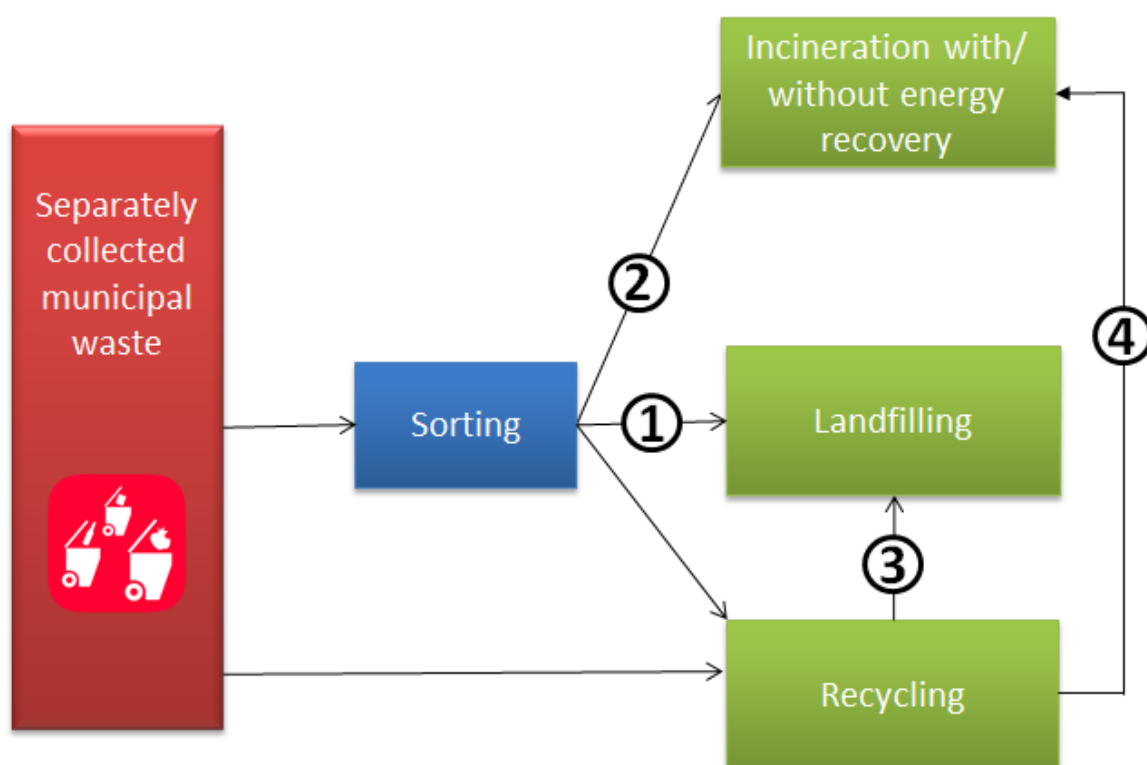 Incineration with/
without energy
recovery
Separately
collected
municipal
waste
2
4
Sorting
1
Landfilling
3
Recycling